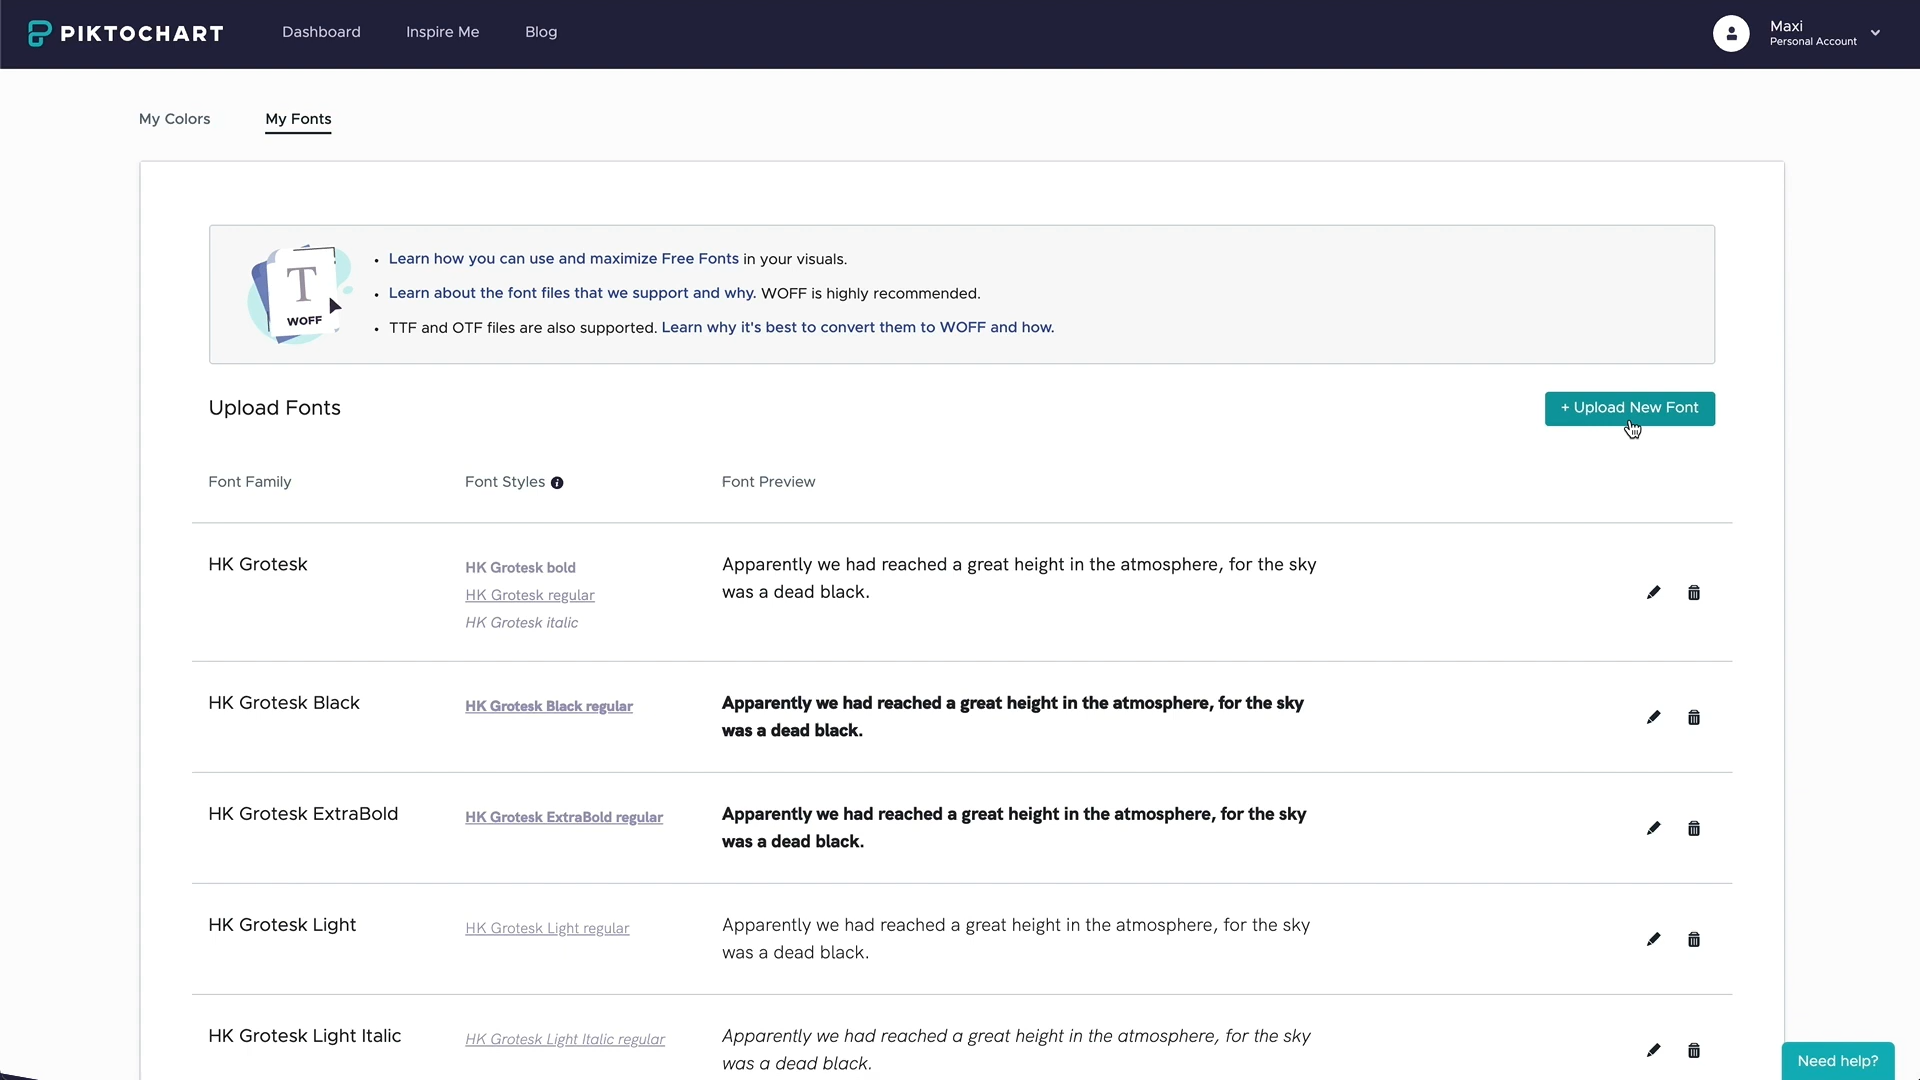 PIKTOCHART
Dashboard
Inspire Me
Blog
Maxi
Personal Account
My Colors
My Fonts
T
WOFF
• Learn how you can use and maximize Free Fonts in your visuals.
• Learn about the font files that we support and why. WOFF is highly recommended.
• TTF and OTF files are also supported. Learn why it's best to convert them to WOFF and how.
Upload Fonts
+ Upload New Font
Font Family
Font Styles
Font Preview
HK Grotesk
HK Grotesk bold
HK Grotesk regular
HK Grotesk italic
Apparently we had reached a great height in the atmosphere, for the sky
was a dead black.
HK Grotesk Black
HK Grotesk Black regular
Apparently we had reached a great height in the atmosphere, for the sky
was a dead black.
HK Grotesk ExtraBold
HK Grotesk ExtraBold regular
Apparently we had reached a great height in the atmosphere, for the sky
was a dead black.
HK Grotesk Light
HK Grotesk Light regular
Apparently we had reached a great height in the atmosphere, for the sky
was a dead black.
HK Grotesk Light Italic
HK Grotesk Light Italic regular
Apparently we had reached a great height in the atmosphere, for the sky
was a dead black.
Need help?